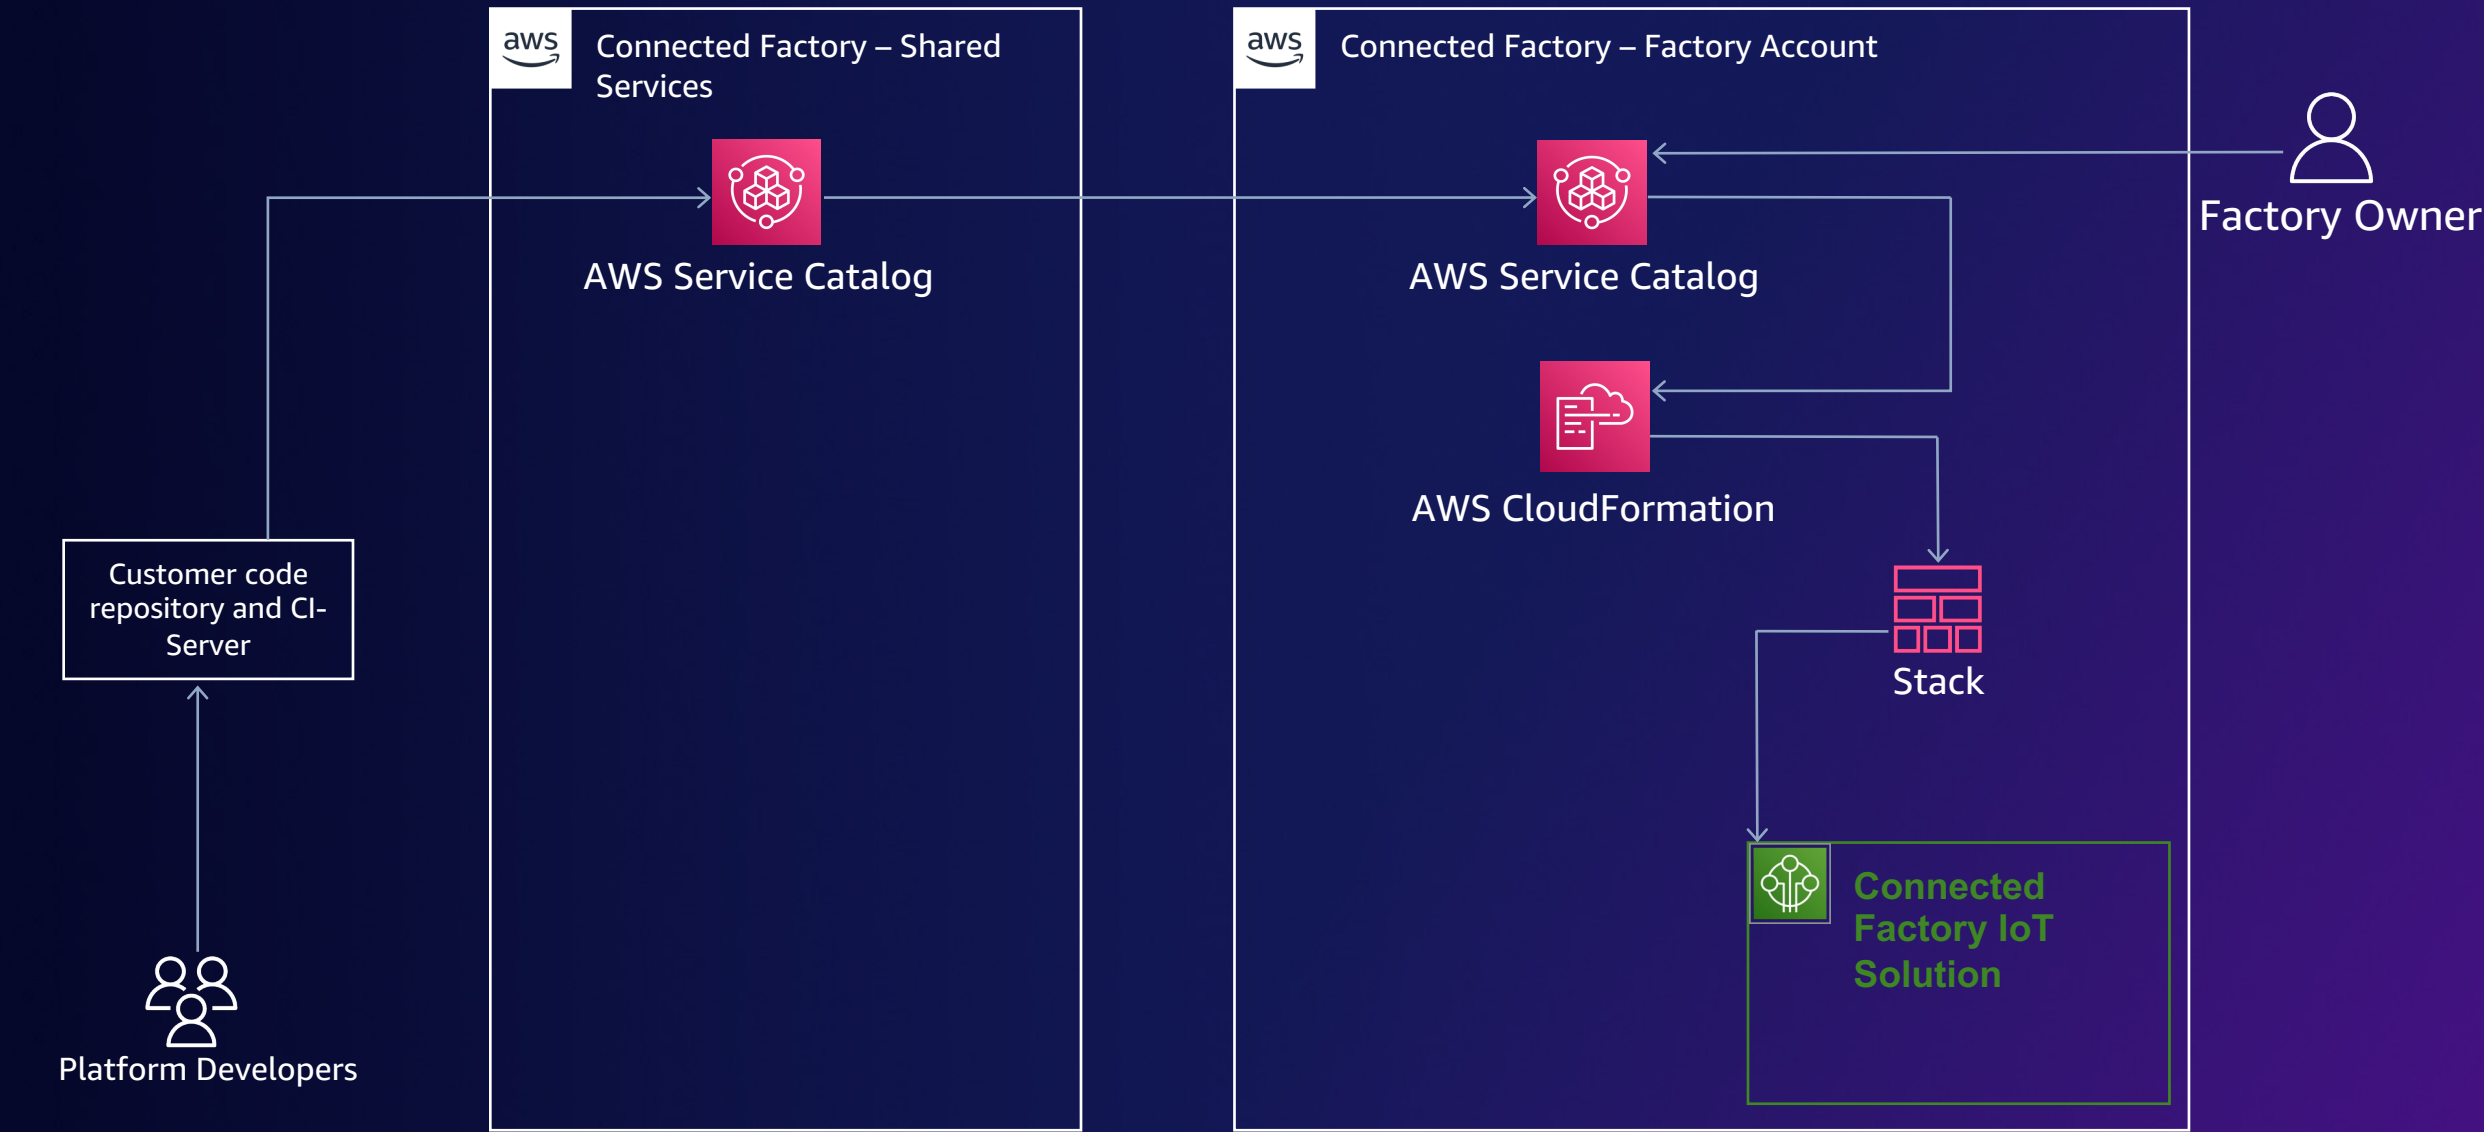 aws
Connected Factory – Shared
Services
aws
Connected Factory – Factory Account
Factory Owner
AWS Service Catalog
AWS Service Catalog
AWS CloudFormation
Customer code
repository and CI-
Server
Stack
Connected
Factory IoT
Solution
Platform Developers